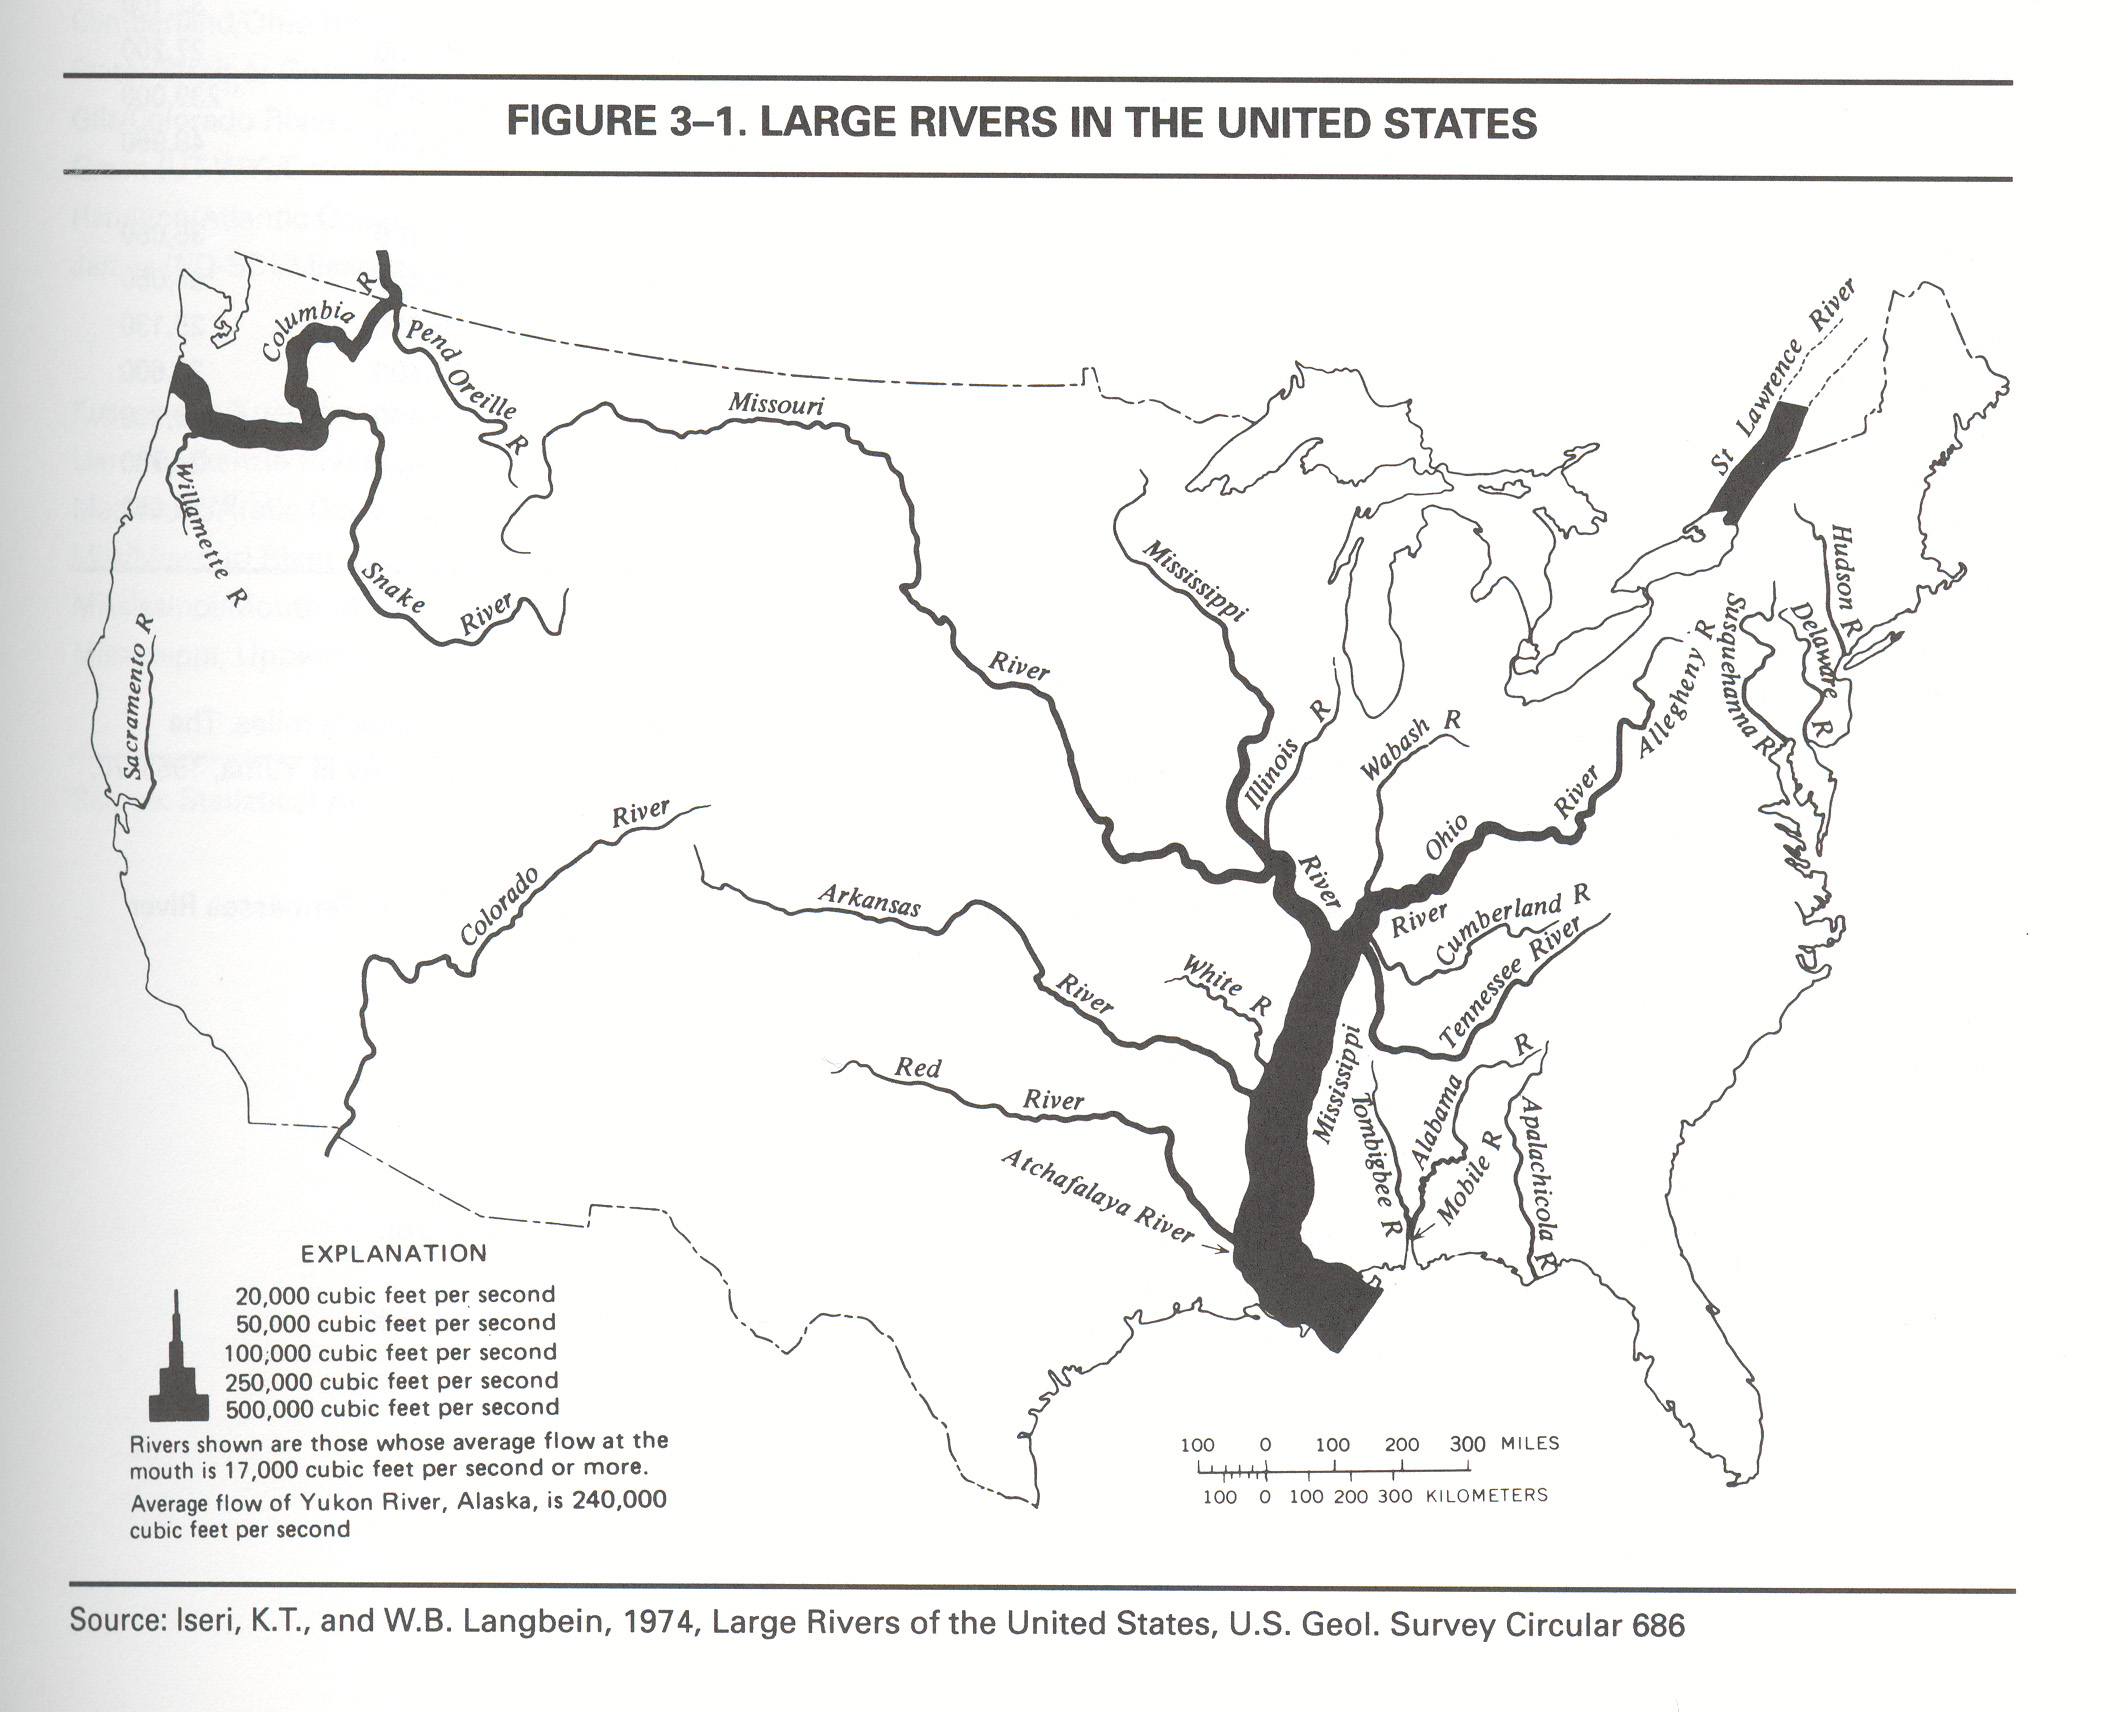 FIGURE 3–1. LARGE RIVERS IN THE UNITED STATES
Columbia R
Pend Oreille R
Missouri
River
Willamette R
Snake River
Sacramento R
Mississippi
River
Illinois R
Wabash R
Ohio
River
River
Allegheny R
Susquehanna R
Delaware R
Hudson R
St Lawrence River
Colorado River
Arkansas
River
White R
Red
River
Atchafalaya River
Mississippi
Cumberland R
Tennessee River
Tombigbee R
Alabama R
Mobile R
Apalachicola R
EXPLANATION
20,000 cubic feet per second
50,000 cubic feet per second
100,000 cubic feet per second
250,000 cubic feet per second
500,000 cubic feet per second
Rivers shown are those whose average flow at the
mouth is 17,000 cubic feet per second or more.
Average flow of Yukon River, Alaska, is 240,000
cubic feet per second
100 0 100 200 300 MILES
100 0 100 200 300 KILOMETERS
Source: Iseri, K.T., and W.B. Langbein, 1974, Large Rivers of the United States, U.S. Geol. Survey Circular 686